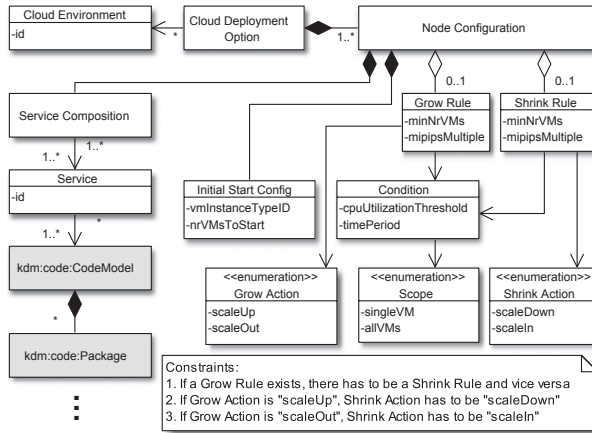 Cloud Environment
-id
*
Cloud Deployment
Option
1..*
Node Configuration
0..1
0..1
Service Composition
1..*
1..*
Grow Rule
-minNrVMs
-mipipsMultiple
Shrink Rule
-minNrVMs
-mipipsMultiple
Service
-id
*
1..*
Initial Start Config
-vmInstanceTypeID
-nrVMsToStart
Condition
-cpuUtilizationThreshold
-timePeriod
kdm:code:CodeModel
*
<<enumeration>>
Grow Action
-scaleUp
-scaleOut
<<enumeration>>
Scope
-singleVM
-allVMs
<<enumeration>>
Shrink Action
-scaleDown
-scaleIn
kdm:code:Package
Constraints:
1. If a Grow Rule exists, there has to be a Shrink Rule and vice versa
2. If Grow Action is "scaleUp", Shrink Action has to be "scaleDown"
3. If Grow Action is "scaleOut", Shrink Action has to be "scaleIn"